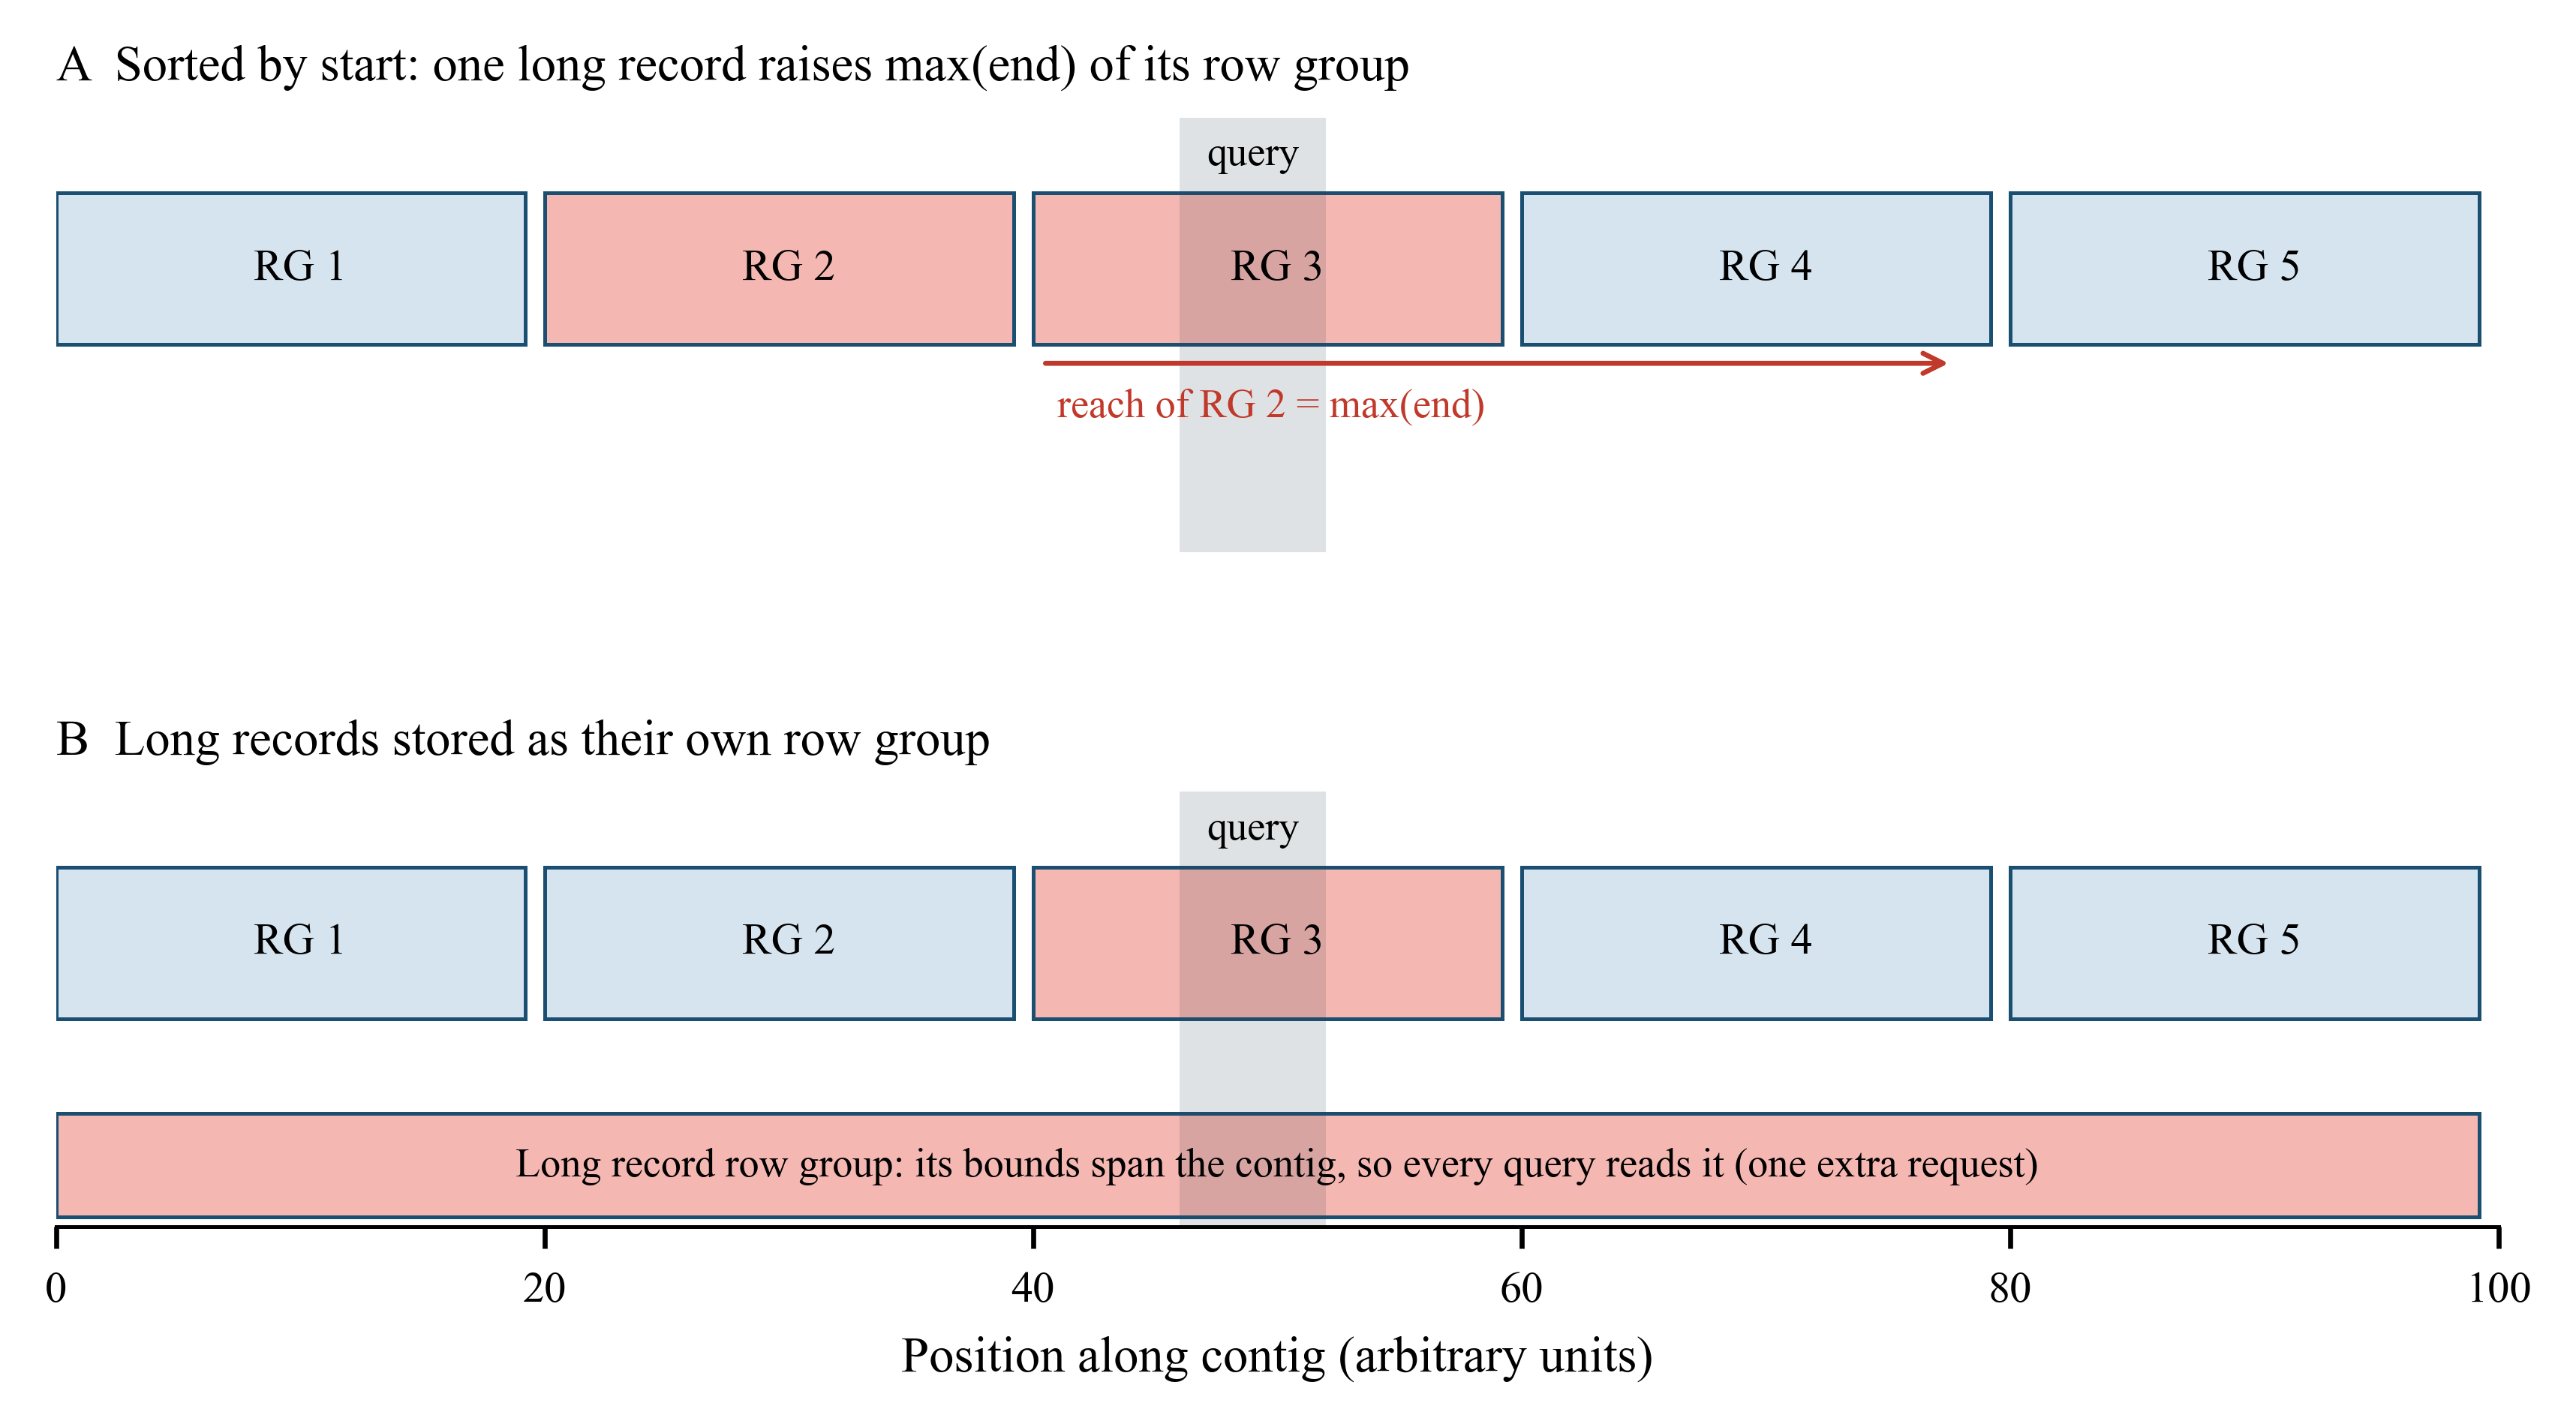 A Sorted by start: one long record raises max(end) of its row group
query
RG 1
RG 2
RG 3
RG 4
RG 5
reach of RG 2 = max(end)
B Long records stored as their own row group
query
RG 1
RG 2
RG 3
RG 4
RG 5
Long record row group: its bounds span the contig, so every query reads it (one extra request)
0
20
40
60
80
100
Position along contig (arbitrary units)